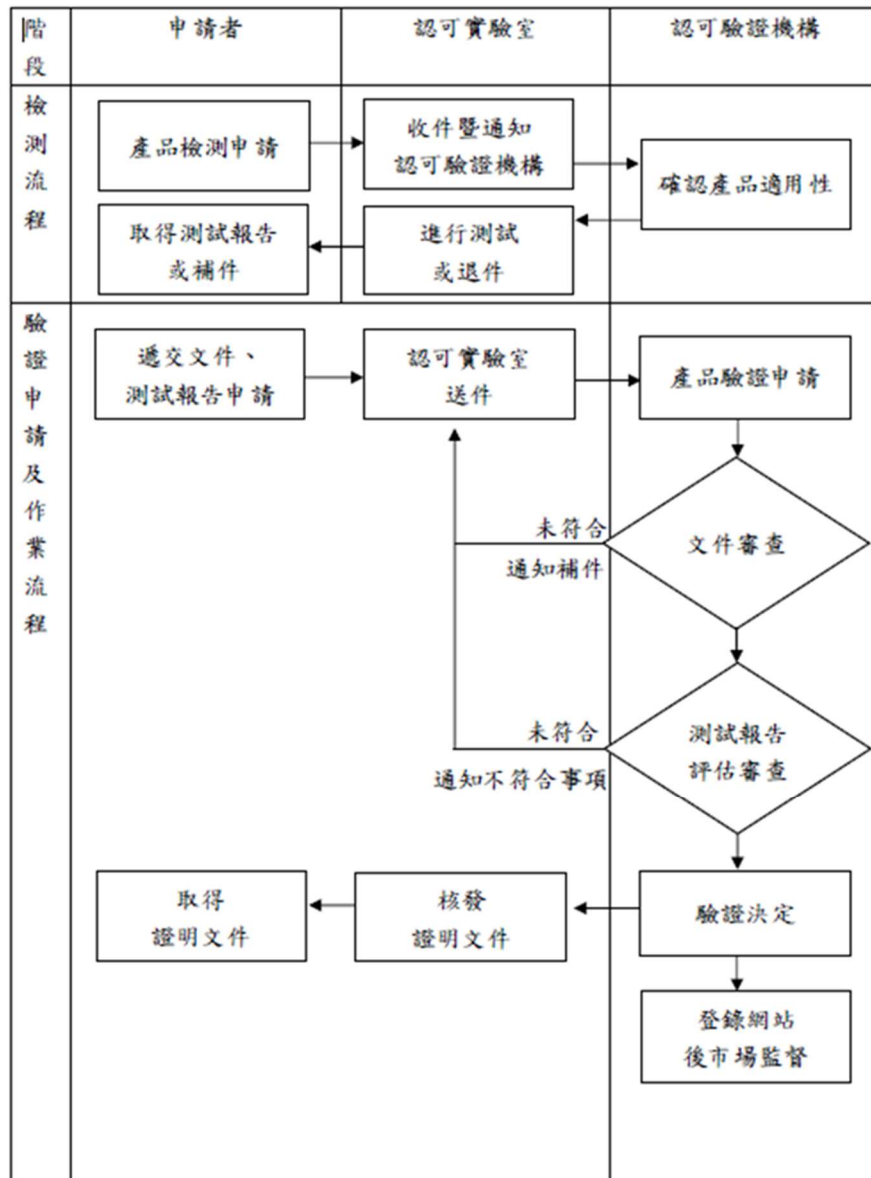 階段
申請者
認可實驗室
認可驗證機構
檢測流程
產品檢測申請
收件暨通知
認可驗證機構
確認產品適用性
進行測試
或退件
取得測試報告
或補件
驗證申請及作業流程
遞交文件、
測試報告申請
認可實驗室
送件
產品驗證申請
文件審查
未符合
通知補件
測試報告
評估審查
未符合
通知不符合事項
驗證決定
核發
證明文件
取得
證明文件
登錄網站
後市場監督